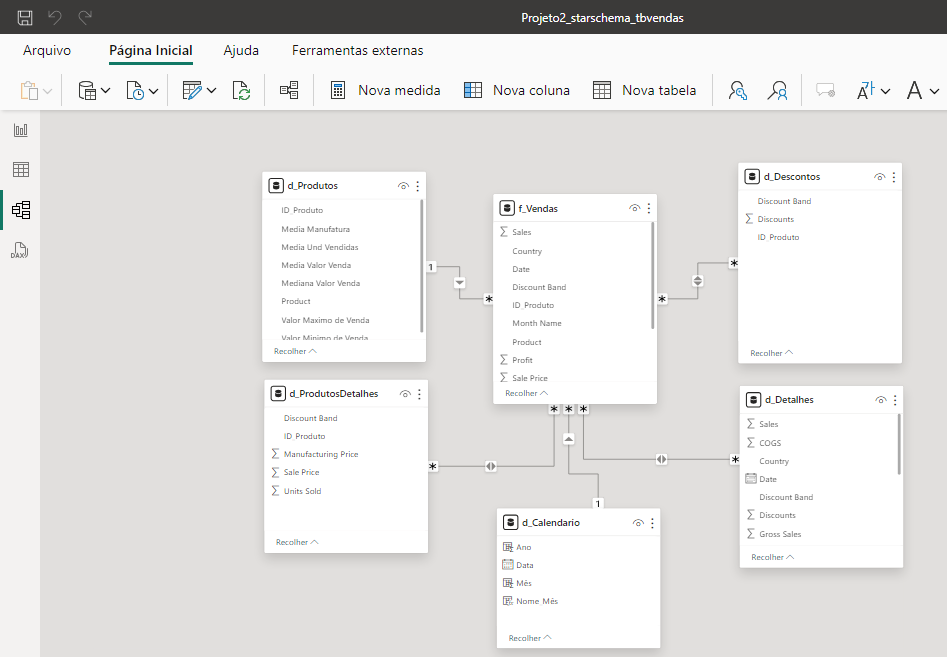 Projeto2_starschema_tbvendas
Arquivo
Página Inicial
Ajuda
Ferramentas externas
Nova medida
Nova coluna
Nova tabela
DAX
d_Produtos
ID_Produto
Media Manufatura
Media Und Vendidas
Media Valor Venda
Mediana Valor Venda
Product
Valor Maximo de Venda
Valor Minimo de Venda
Recolher
f_Vendas
Sales
Country
Date
Discount Band
ID_Produto
Month Name
Product
Profit
Sale Price
Recolher
d_Descontos
Discount Band
Discounts
ID_Produto
Recolher
1
*
*
*
d_ProdutosDetalhes
Discount Band
ID_Produto
Manufacturing Price
Sale Price
Units Sold
Recolher
* * *
*
*
1
d_Calendario
Ano
Data
Mês
Nome Mês
Recolher
d_Detalhes
Sales
COGS
Country
Date
Discount Band
Discounts
Gross Sales
Recolher